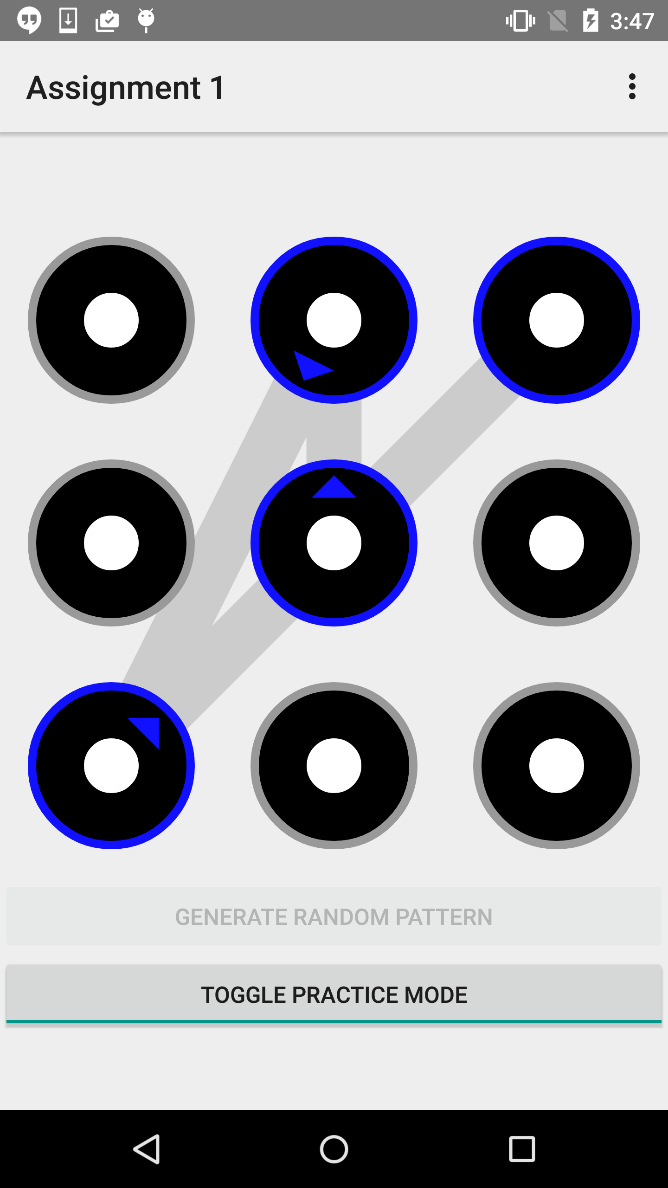 3:47
Assignment 1
GENERATE RANDOM PATTERN
TOGGLE PRACTICE MODE